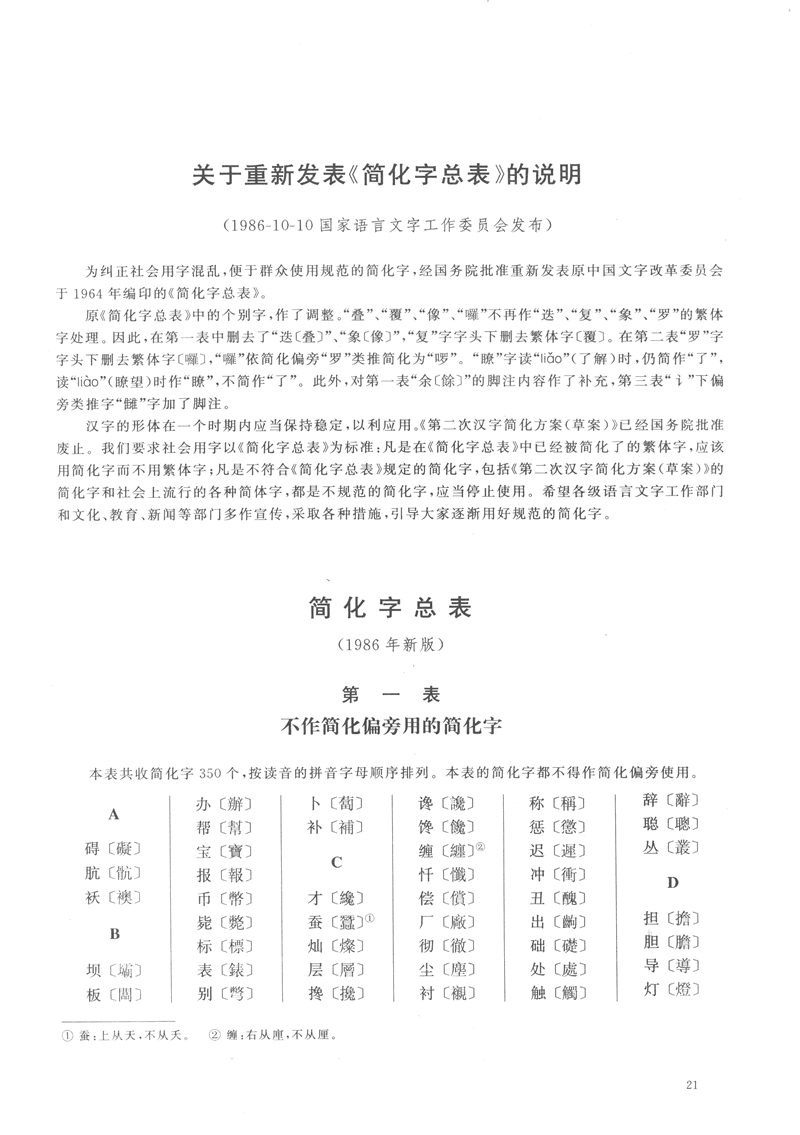 关于重新发表《简化字总表》的说明
（1986-10-10国家语言文字工作委员会发布）
为纠正社会用字混乱，便于群众使用规范的简化字，经国务院批准重新发表原中国文字改革委员会
于1964年编印的《简化字总表》。
原《简化字总表》中的个别字，作了调整。“叠”、“覆”、“像”、“囉”不再作“迭”、“复”、“象”、“罗”的繁体
字处理。因此，在第一表中删去了“迭〔叠〕”、“象〔像〕”，“复”字字头下删去繁体字〔覆〕。在第二表“罗”字
字头下删去繁体字〔囉〕，“囉”依简化偏旁“罗”类推简化为“啰”。“瞭”字读“liǎo”（了解）时，仍简作“了”，
读“liào”（瞭望）时作“瞭”，不简作“了”。此外，对第一表“余〔餘〕”的脚注内容作了补充，第三表“讠”下偏
旁类推字“雠”字加了脚注。
汉字的形体在一个时期内应当保持稳定，以利应用。《第二次汉字简化方案（草案）》已经国务院批准
废止。我们要求社会用字以《简化字总表》为标准：凡是在《简化字总表》中已经被简化了的繁体字，应该
用简化字而不用繁体字；凡是不符合《简化字总表》规定的简化字，包括《第二次汉字简化方案（草案）》的
简化字和社会上流行的各种简体字，都是不规范的简化字，应当停止使用。希望各级语言文字工作部门
和文化、教育、新闻等部门多作宣传，采取各种措施，引导大家逐渐用好规范的简化字。
简化字总表
（1986年新版）
第一表
不作简化偏旁用的简化字
本表共收简化字350个，按读音的拼音字母顺序排列。本表的简化字都不得作简化偏旁使用。
A
碍〔礙〕
肮〔骯〕
袄〔襖〕
B
坝〔壩〕
板〔闆〕
办〔辦〕
帮〔幫〕
宝〔寶〕
报〔報〕
币〔幣〕
毙〔斃〕
标〔標〕
表〔錶〕
别〔彆〕
卜〔蔔〕
补〔補〕
C
才〔纔〕
蚕〔蠶〕①
灿〔燦〕
层〔層〕
搀〔攙〕
谗〔讒〕
馋〔饞〕
缠〔纏〕②
忏〔懺〕
偿〔償〕
厂〔廠〕
彻〔徹〕
尘〔塵〕
衬〔襯〕
称〔稱〕
惩〔懲〕
迟〔遲〕
冲〔衝〕
丑〔醜〕
出〔齣〕
础〔礎〕
处〔處〕
触〔觸〕
辞〔辭〕
聪〔聰〕
丛〔叢〕
D
担〔擔〕
胆〔膽〕
导〔導〕
灯〔燈〕
① 蚕：上从天，不从夭。 ② 缠：右从㢆，不从厘。
21